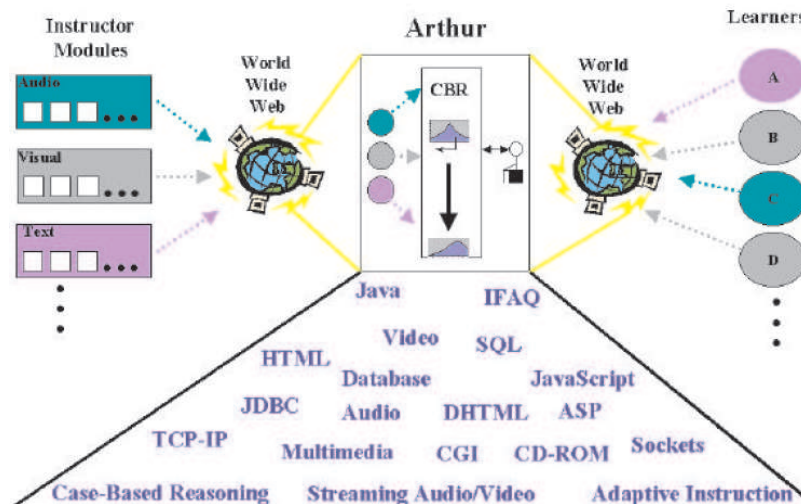 Instructor
Modules
Arthur
Learners
World
Wide
Web
World
Wide
Web
Audio
Visual
Text
CBR
A
B
C
D
Java
IFAQ
Video
SQL
HTML
Database
JavaScript
JDBC
Audio
DHTML
ASP
TCP-IP
Multimedia
CGI
CD-ROM
Sockets
Case-Based Reasoning
Streaming Audio/Video
Adaptive Instruction